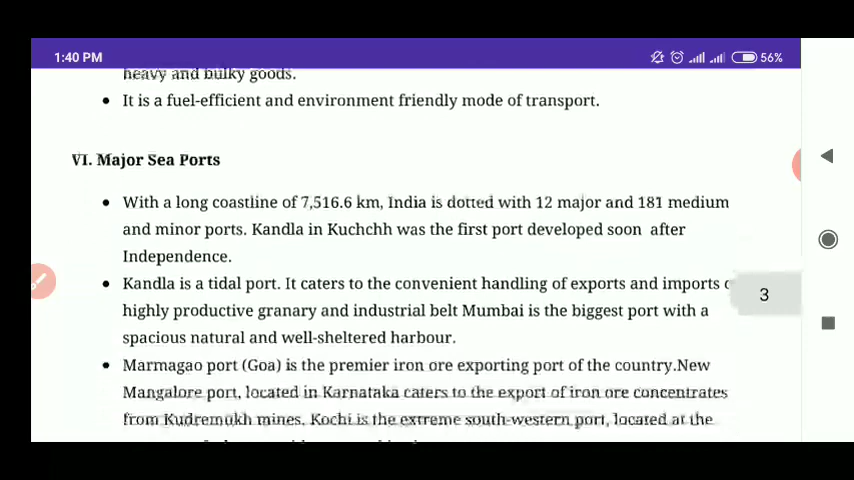 1:40 PM
56%
heavy and bulky goods.
• It is a fuel-efficient and environment friendly mode of transport.
VI. Major Sea Ports
• With a long coastline of 7,516.6 km, India is dotted with 12 major and 181 medium
and minor ports. Kandla in Kuchchh was the first port developed soon after
Independence.
• Kandla is a tidal port. It caters to the convenient handling of exports and imports
highly productive granary and industrial belt Mumbai is the biggest port with a
spacious natural and well-sheltered harbour.
3
• Marmagao port (Goa) is the premier iron ore exporting port of the country.New
Mangalore port, located in Karnataka caters to the export of iron ore concentrates
from Kudremukh mines. Kochi is the extreme south-western port, located at the